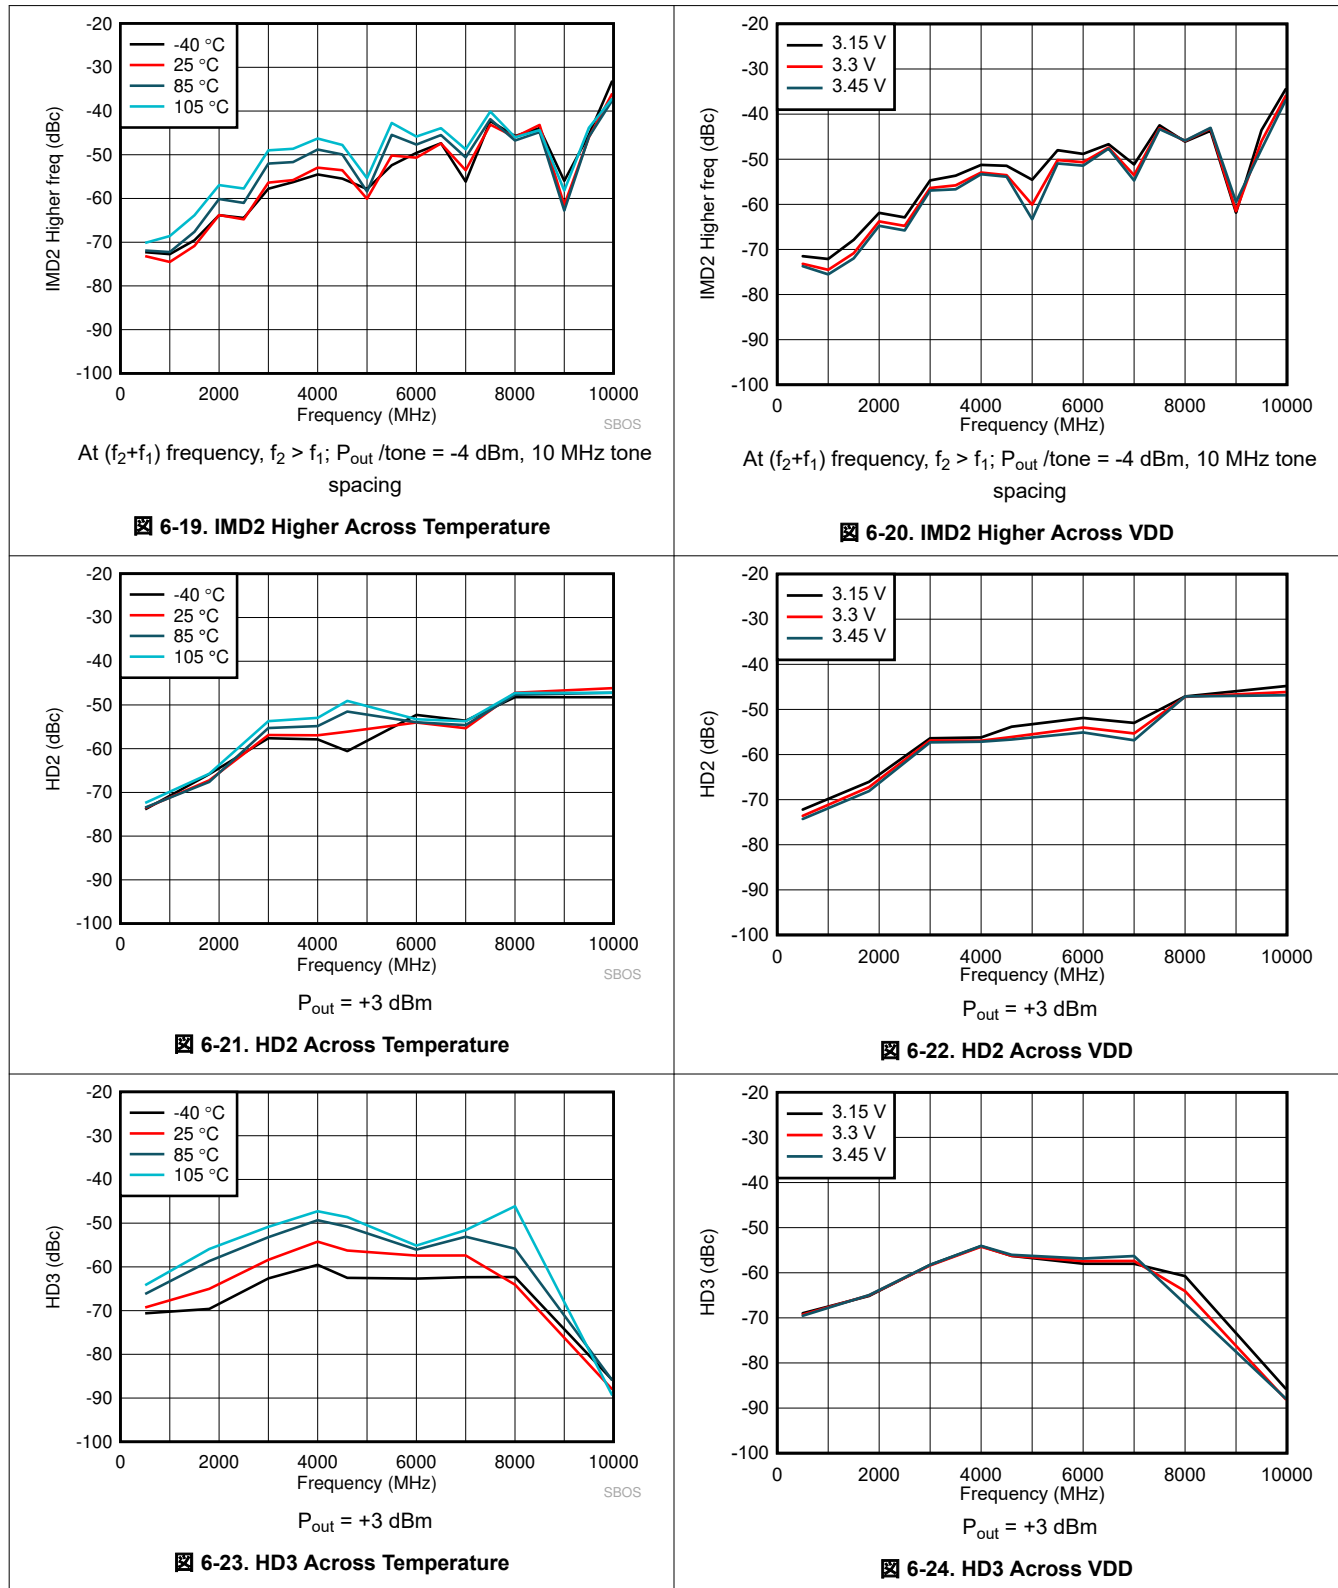 -20
-30
-40
-50
-60
-70
-80
-90
-100
IMD2 Higher freq (dBc)
-40 °C
25 °C
85 °C
105 °C
0 2000 4000 6000 8000 10000
Frequency (MHz)
SBOS
At (f₂+f₁) frequency, f₂ > f₁; Pout /tone = -4 dBm, 10 MHz tone
spacing
図 6-19. IMD2 Higher Across Temperature
-20
-30
-40
-50
-60
-70
-80
-90
-100
IMD2 Higher freq (dBc)
3.15 V
3.3 V
3.45 V
0 2000 4000 6000 8000 10000
Frequency (MHz)
At (f₂+f₁) frequency, f₂ > f₁; Pout /tone = -4 dBm, 10 MHz tone
spacing
図 6-20. IMD2 Higher Across VDD
-20
-30
-40
-50
-60
-70
-80
-90
-100
HD2 (dBc)
-40 °C
25 °C
85 °C
105 °C
0 2000 4000 6000 8000 10000
Frequency (MHz)
SBOS
Pout = +3 dBm
図 6-21. HD2 Across Temperature
-20
-30
-40
-50
-60
-70
-80
-90
-100
HD2 (dBc)
3.15 V
3.3 V
3.45 V
0 2000 4000 6000 8000 10000
Frequency (MHz)
Pout = +3 dBm
図 6-22. HD2 Across VDD
-20
-30
-40
-50
-60
-70
-80
-90
-100
HD3 (dBc)
-40 °C
25 °C
85 °C
105 °C
0 2000 4000 6000 8000 10000
Frequency (MHz)
SBOS
Pout = +3 dBm
図 6-23. HD3 Across Temperature
-20
-30
-40
-50
-60
-70
-80
-90
-100
HD3 (dBc)
3.15 V
3.3 V
3.45 V
0 2000 4000 6000 8000 10000
Frequency (MHz)
Pout = +3 dBm
図 6-24. HD3 Across VDD